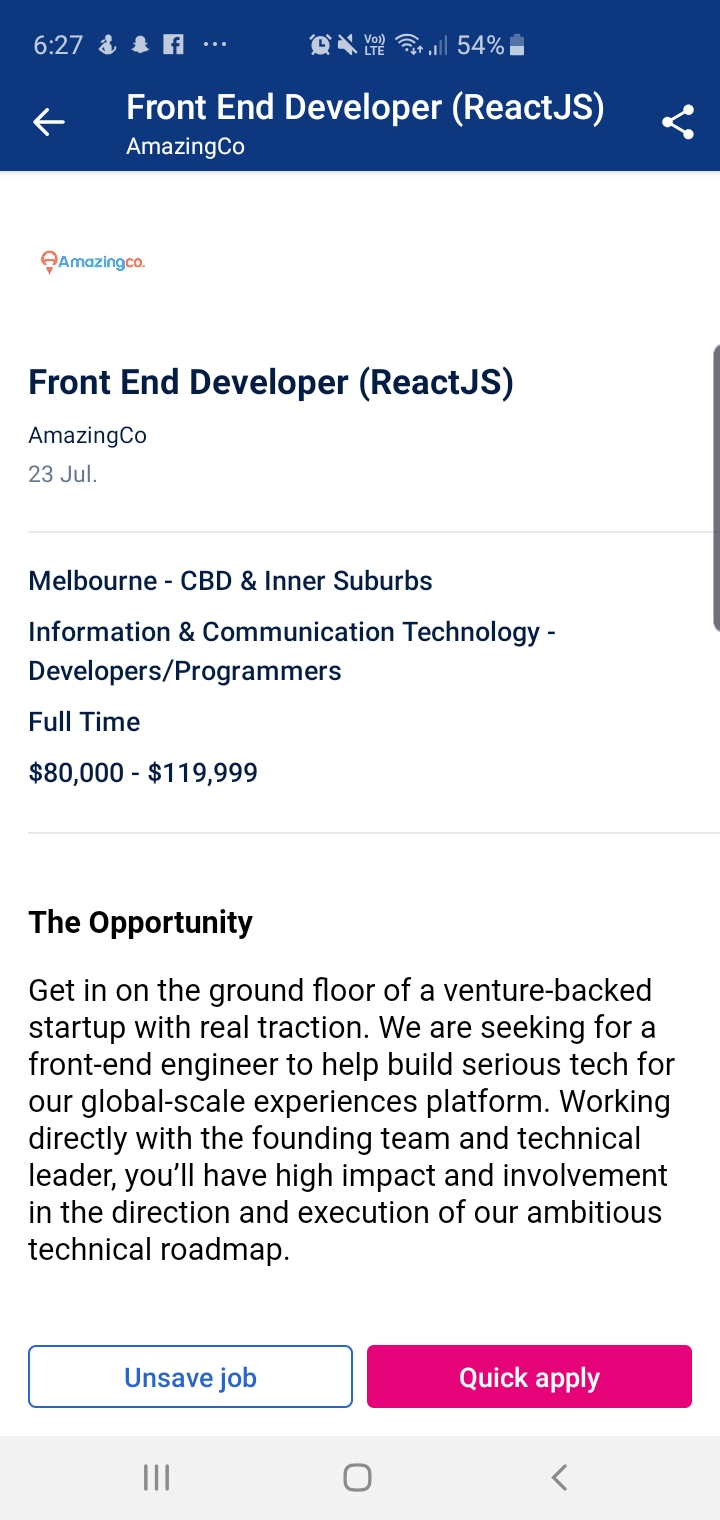 6:27 Vo)) LTE 54%
Front End Developer (ReactJS)
AmazingCo
Amazingco.
Front End Developer (ReactJS)
AmazingCo
23 Jul.
Melbourne - CBD & Inner Suburbs
Information & Communication Technology -
Developers/Programmers
Full Time
$80,000 - $119,999
The Opportunity
Get in on the ground floor of a venture-backed
startup with real traction. We are seeking for a
front-end engineer to help build serious tech for
our global-scale experiences platform. Working
directly with the founding team and technical
leader, you’ll have high impact and involvement
in the direction and execution of our ambitious
technical roadmap.
Unsave job
Quick apply